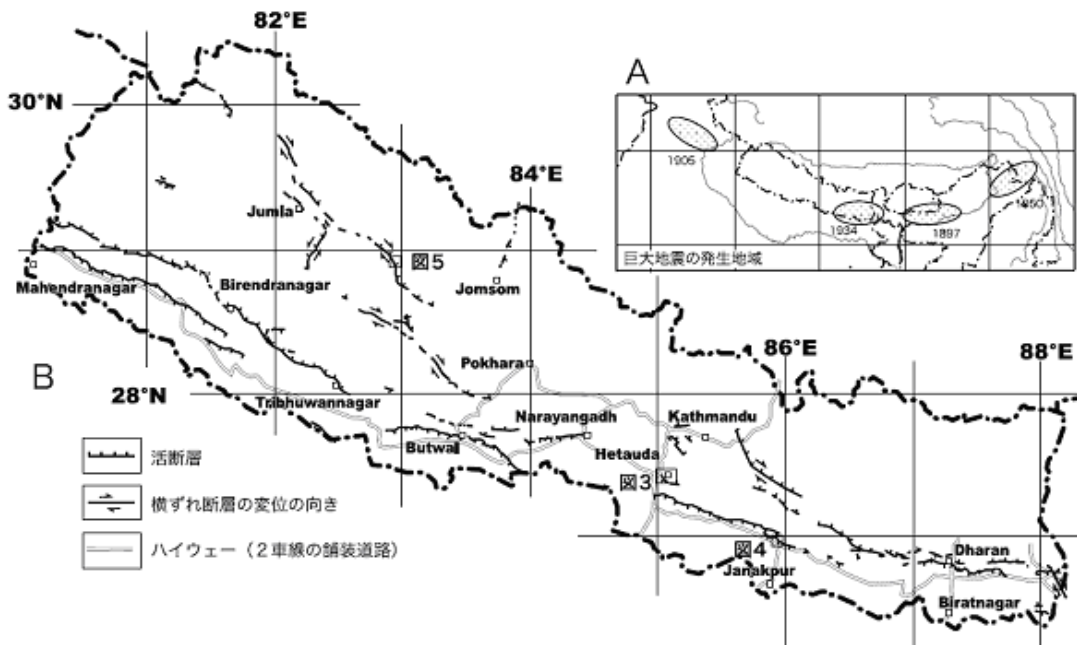 82°E
A
30°N
84°E
1905
1950
1934
1897
巨大地震の発生地域
Jumla
図5
Jomsom
Mahendranagar
Birendranagar
86°E
88°E
B
Pokhara
28°N
Tribhuwannagar
Narayangadh
Kathmandu
Butwal
Hetauda
活断層
図3
横ずれ断層の変位の向き
図4
Dharan
ハイウェー(2車線の舗装道路)
Janakpur
Biratnagar